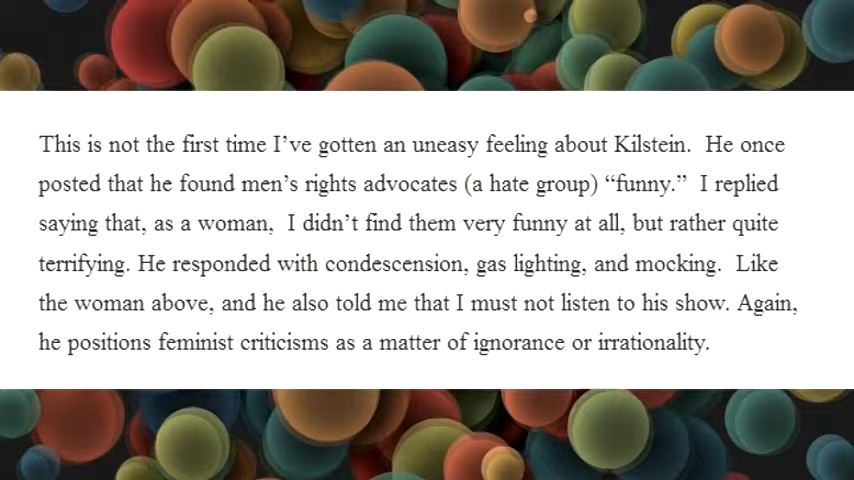 This is not the first time I’ve gotten an uneasy feeling about Kilstein.  He once
posted that he found men’s rights advocates (a hate group) “funny.”  I replied
saying that, as a woman,  I didn’t find them very funny at all, but rather quite
terrifying. He responded with condescension, gas lighting, and mocking.  Like
the woman above, and he also told me that I must not listen to his show. Again,
he positions feminist criticisms as a matter of ignorance or irrationality.